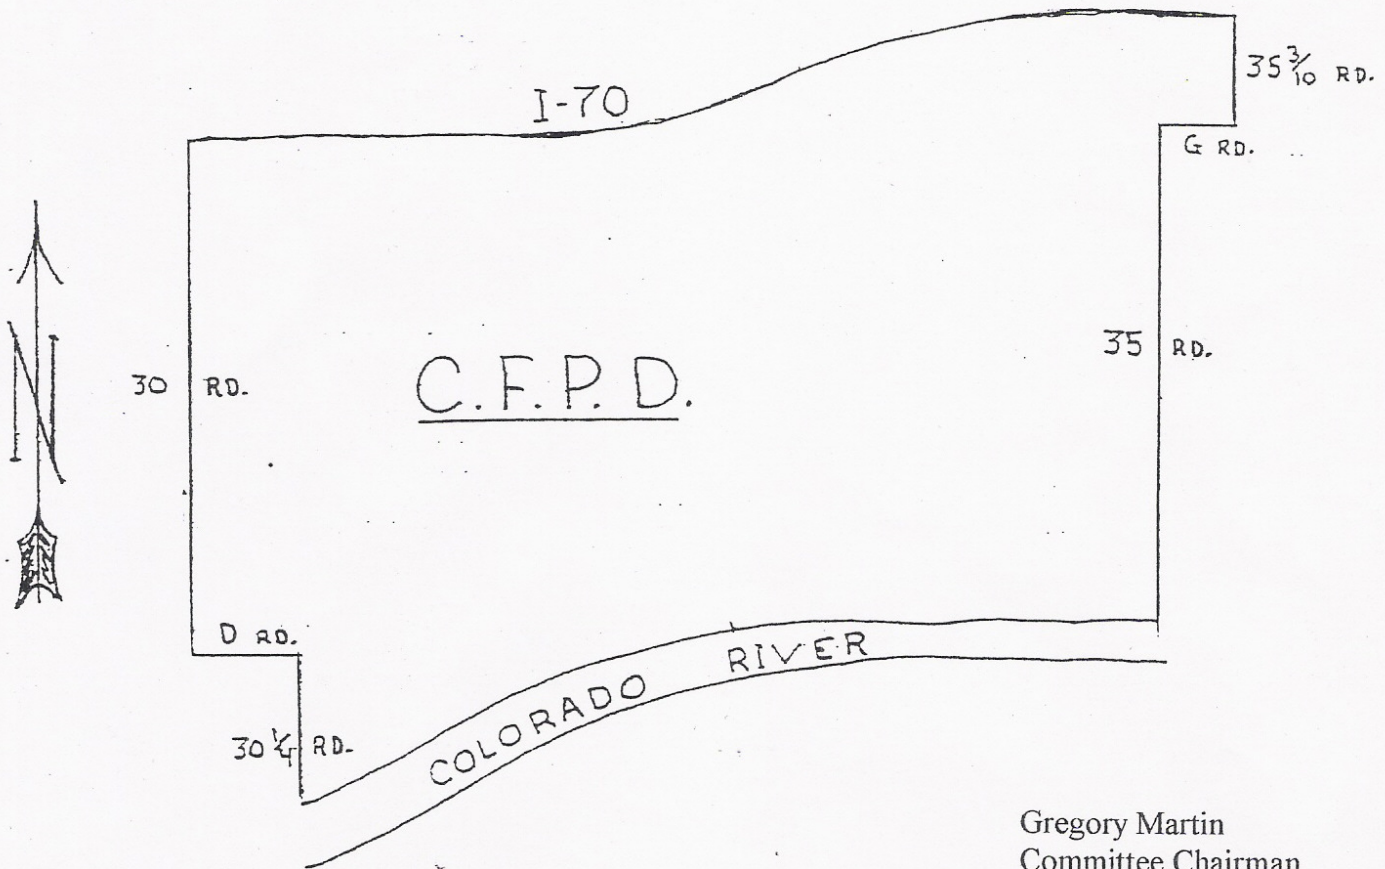 35 3/10 RD.
I-70
G RD.
N
35 RD.
30 RD.
C. F. P. D.
D RD.
COLORADO RIVER
30 1/4 RD.
Gregory Martin
Committee Chairman